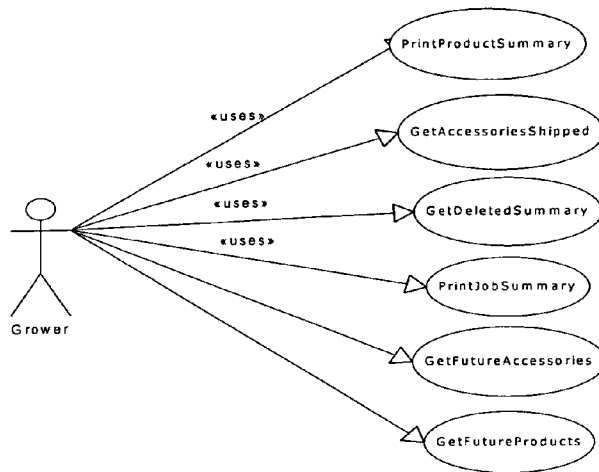 PrintProductSummary
«uses»
GetAccessoriesShipped
«uses»
GetDeletedSummary
«uses»
«uses»
PrintJobSummary
Grower
GetFutureAccessories
GetFutureProducts